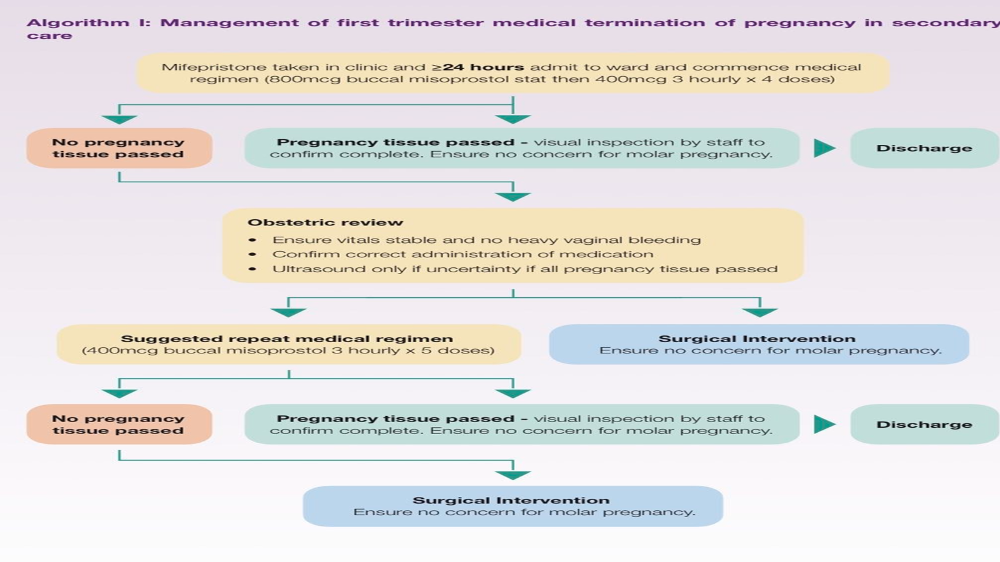 Algorithm I: Management of first trimester medical termination of pregnancy in secondary
care
Mifepristone taken in clinic and ≥24 hours admit to ward and commence medical
regimen (800mcg buccal misoprostol stat then 400mcg 3 hourly x 4 doses)
No pregnancy
tissue passed
Pregnancy tissue passed - visual inspection by staff to
confirm complete. Ensure no concern for molar pregnancy.
Discharge
Obstetric review
• Ensure vitals stable and no heavy vaginal bleeding
• Confirm correct administration of medication
• Ultrasound only if uncertainty if all pregnancy tissue passed
Suggested repeat medical regimen
(400mcg buccal misoprostol 3 hourly x 5 doses)
Surgical Intervention
Ensure no concern for molar pregnancy.
No pregnancy
tissue passed
Pregnancy tissue passed - visual inspection by staff to
confirm complete. Ensure no concern for molar pregnancy.
Discharge
Surgical Intervention
Ensure no concern for molar pregnancy.